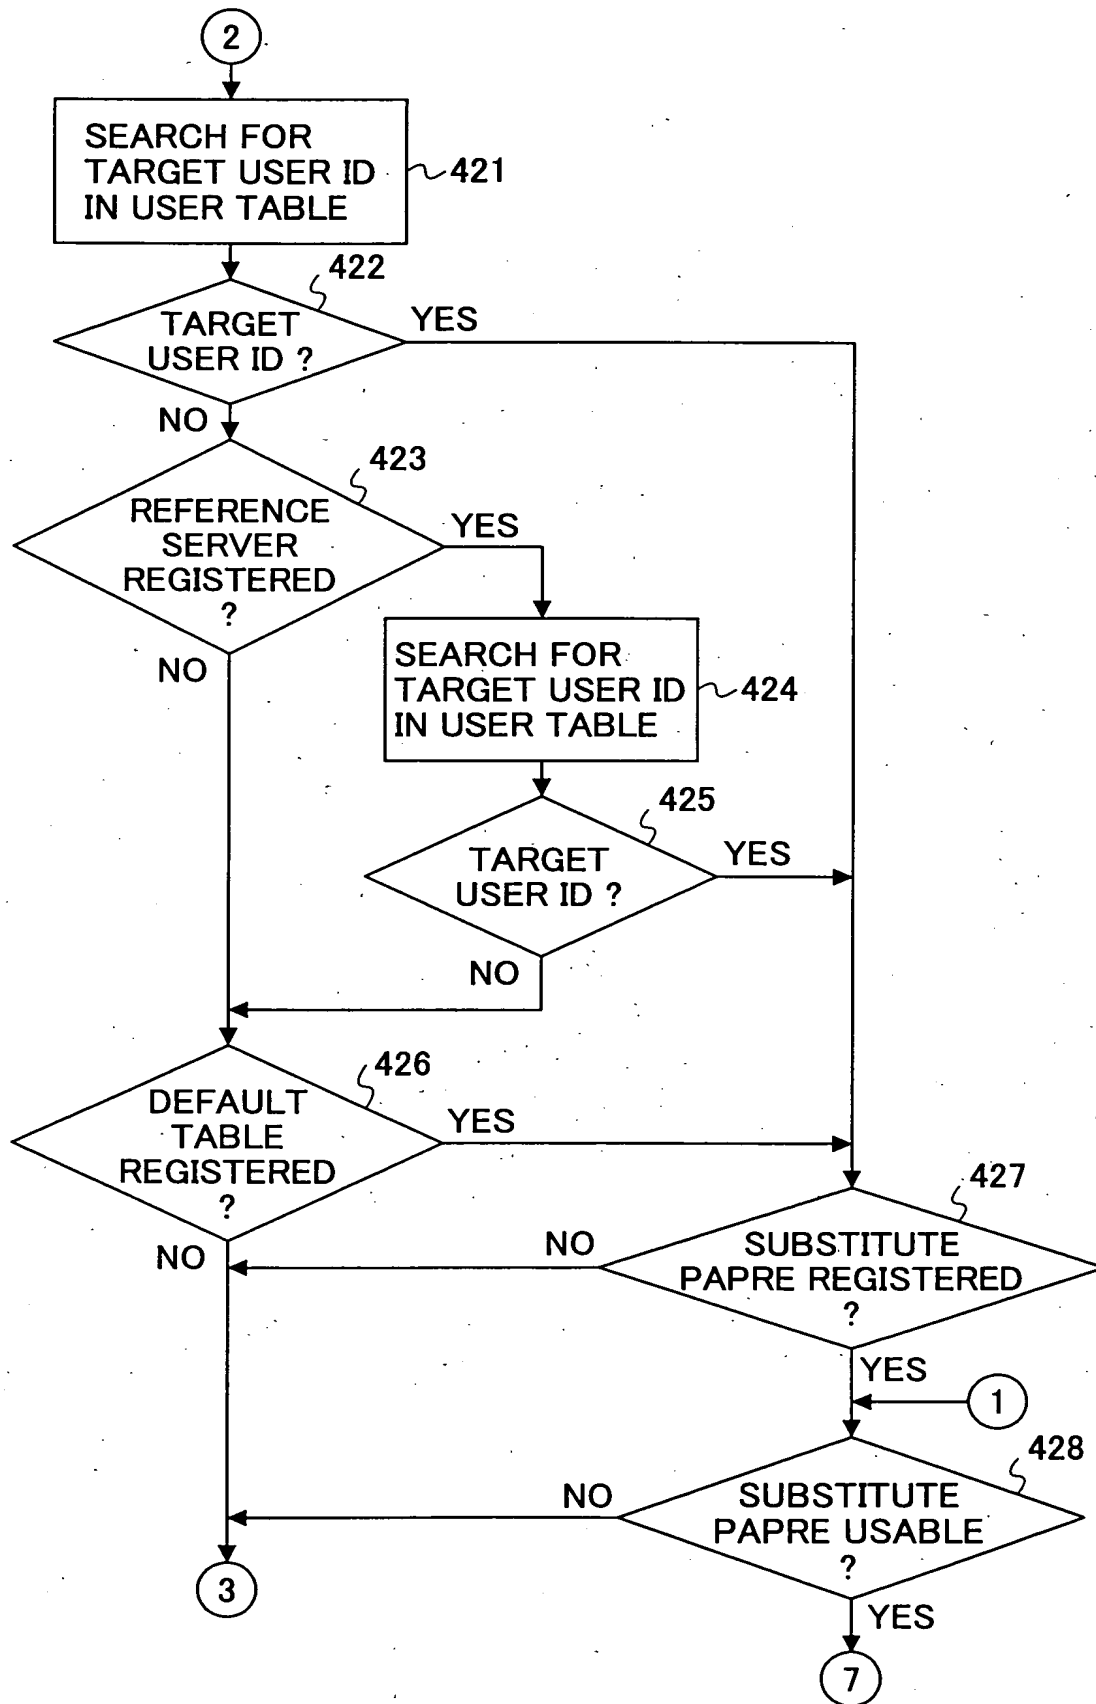 2
SEARCH FOR
TARGET USER ID
IN USER TABLE
421
422
TARGET
USER ID ?
YES
NO
423
REFERENCE
SERVER
REGISTERED
?
YES
NO
SEARCH FOR
TARGET USER ID
IN USER TABLE
424
425
TARGET
USER ID ?
YES
NO
426
DEFAULT
TABLE
REGISTERED
?
YES
NO
427
SUBSTITUTE
PAPRE REGISTERED
?
NO
YES
1
428
SUBSTITUTE
PAPRE USABLE
?
NO
YES
3
7